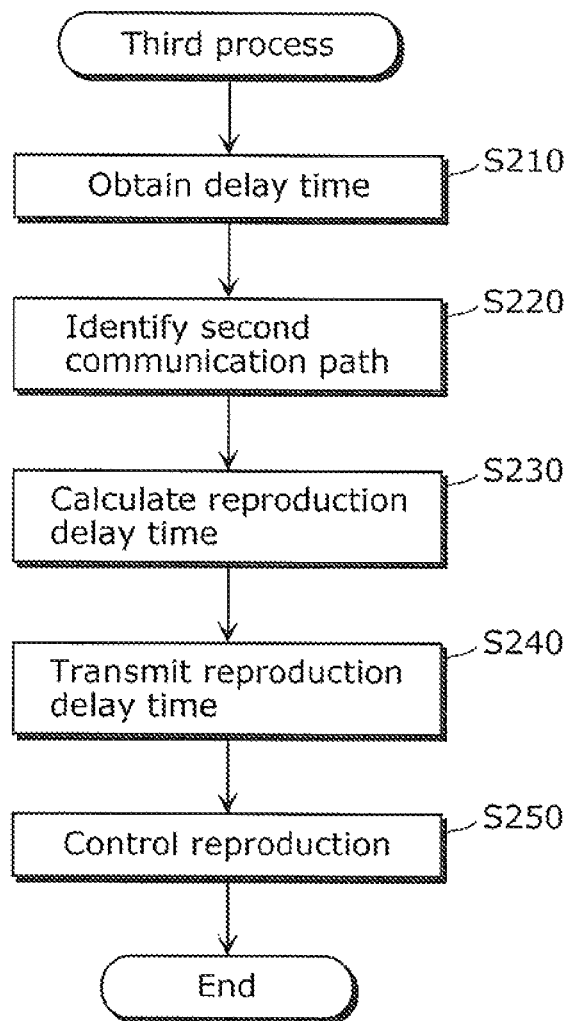 Third process
Obtain delay time
S210
Identify second
communication path
S220
Calculate reproduction
delay time
S230
Transmit reproduction
delay time
S240
Control reproduction
S250
End